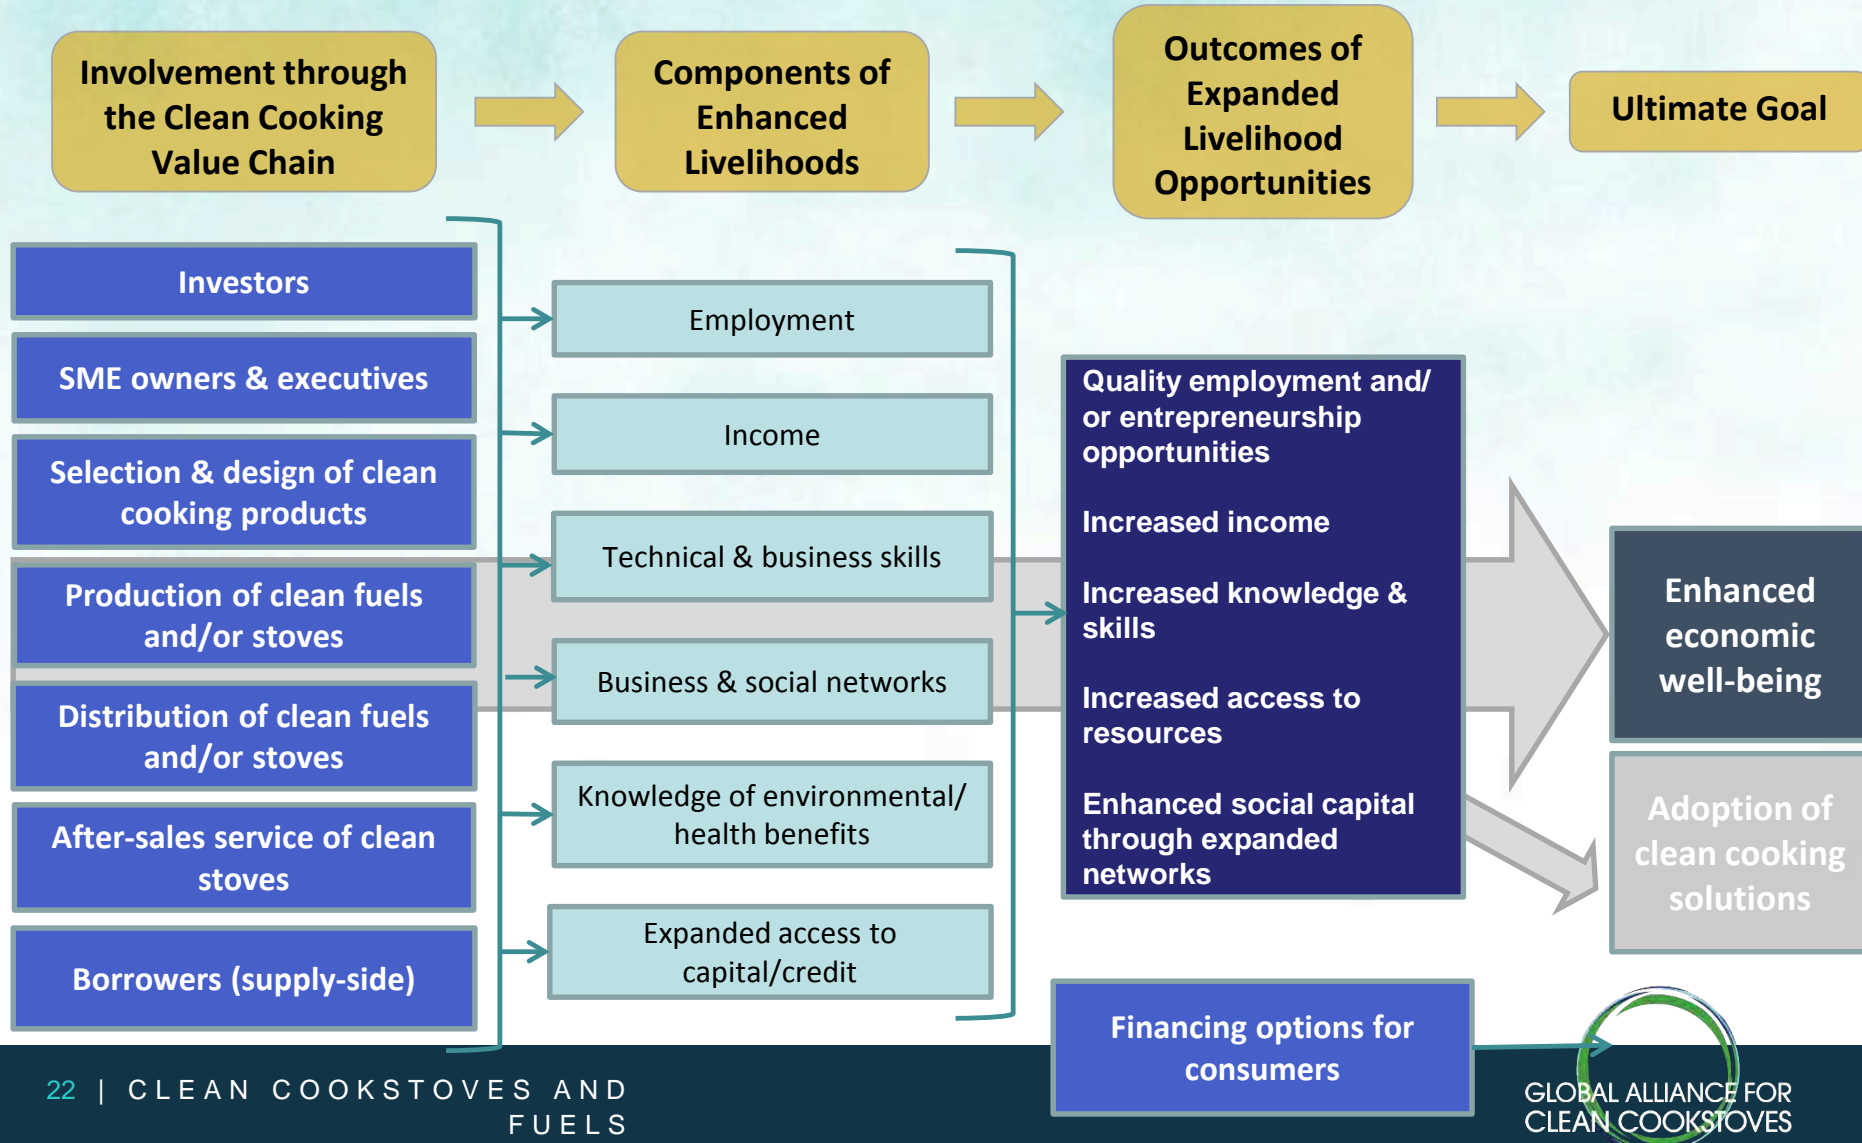 Involvement through
the Clean Cooking
Value Chain
Components of
Enhanced
Livelihoods
Outcomes of
Expanded
Livelihood
Opportunities
Ultimate Goal
Investors
SME owners & executives
Selection & design of clean
cooking products
Production of clean fuels
and/or stoves
Distribution of clean fuels
and/or stoves
After-sales service of clean
stoves
Borrowers (supply-side)
Employment
Income
Technical & business skills
Business & social networks
Knowledge of environmental/
health benefits
Expanded access to
capital/credit
Quality employment and/
or entrepreneurship
opportunities
Increased income
Increased knowledge &
skills
Increased access to
resources
Enhanced social capital
through expanded
networks
Enhanced
economic
well-being
Adoption of
clean cooking
solutions
Financing options for
consumers
22 | CLEAN COOKSTOVES AND
FUELS
GLOBAL ALLIANCE FOR
CLEAN COOKSTOVES